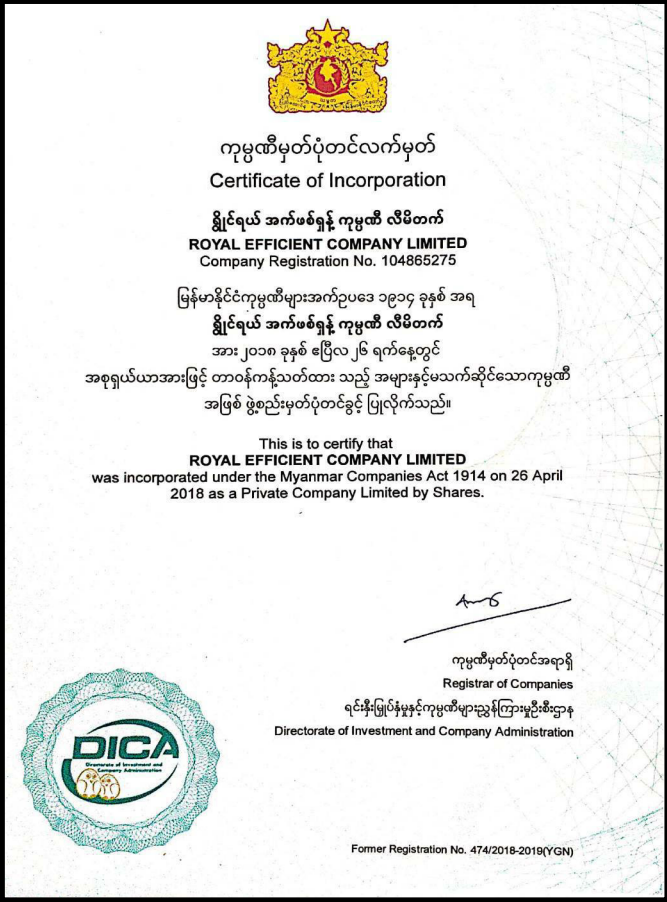 ကုမ္ပဏီမှတ်ပုံတင်လက်မှတ်
Certificate of Incorporation
ရွိုင်ရယ် အက်ဖစ်ရှန့် ကုမ္ပဏီ လီမိတက်
ROYAL EFFICIENT COMPANY LIMITED
Company Registration No. 104865275
မြန်မာနိုင်ငံကုမ္ပဏီများအက်ဥပဒေ ၁၉၁၄ ခုနှစ် အရ
ရွိုင်ရယ် အက်ဖစ်ရှန့် ကုမ္ပဏီ လီမိတက်
အား ၂၀၁၈ ခုနှစ် ဧပြီလ ၂၆ ရက်နေ့တွင်
အစုရှယ်ယာအားဖြင့် တာဝန်ကန့်သတ်ထား သည့် အများနှင့်မသက်ဆိုင်သောကုမ္ပဏီ
အဖြစ် ဖွဲ့စည်းမှတ်ပုံတင်ခွင့် ပြုလိုက်သည်။
This is to certify that
ROYAL EFFICIENT COMPANY LIMITED
was incorporated under the Myanmar Companies Act 1914 on 26 April
2018 as a Private Company Limited by Shares.
ကုမ္ပဏီမှတ်ပုံတင်အရာရှိ
Registrar of Companies
ရင်းနှီးမြှုပ်နှံမှုနှင့်ကုမ္ပဏီများညွှန်ကြားမှုဦးစီးဌာန
Directorate of Investment and Company Administration
DICA
Directorate of Investment and
Company Administration
Former Registration No. 474/2018-2019(YGN)